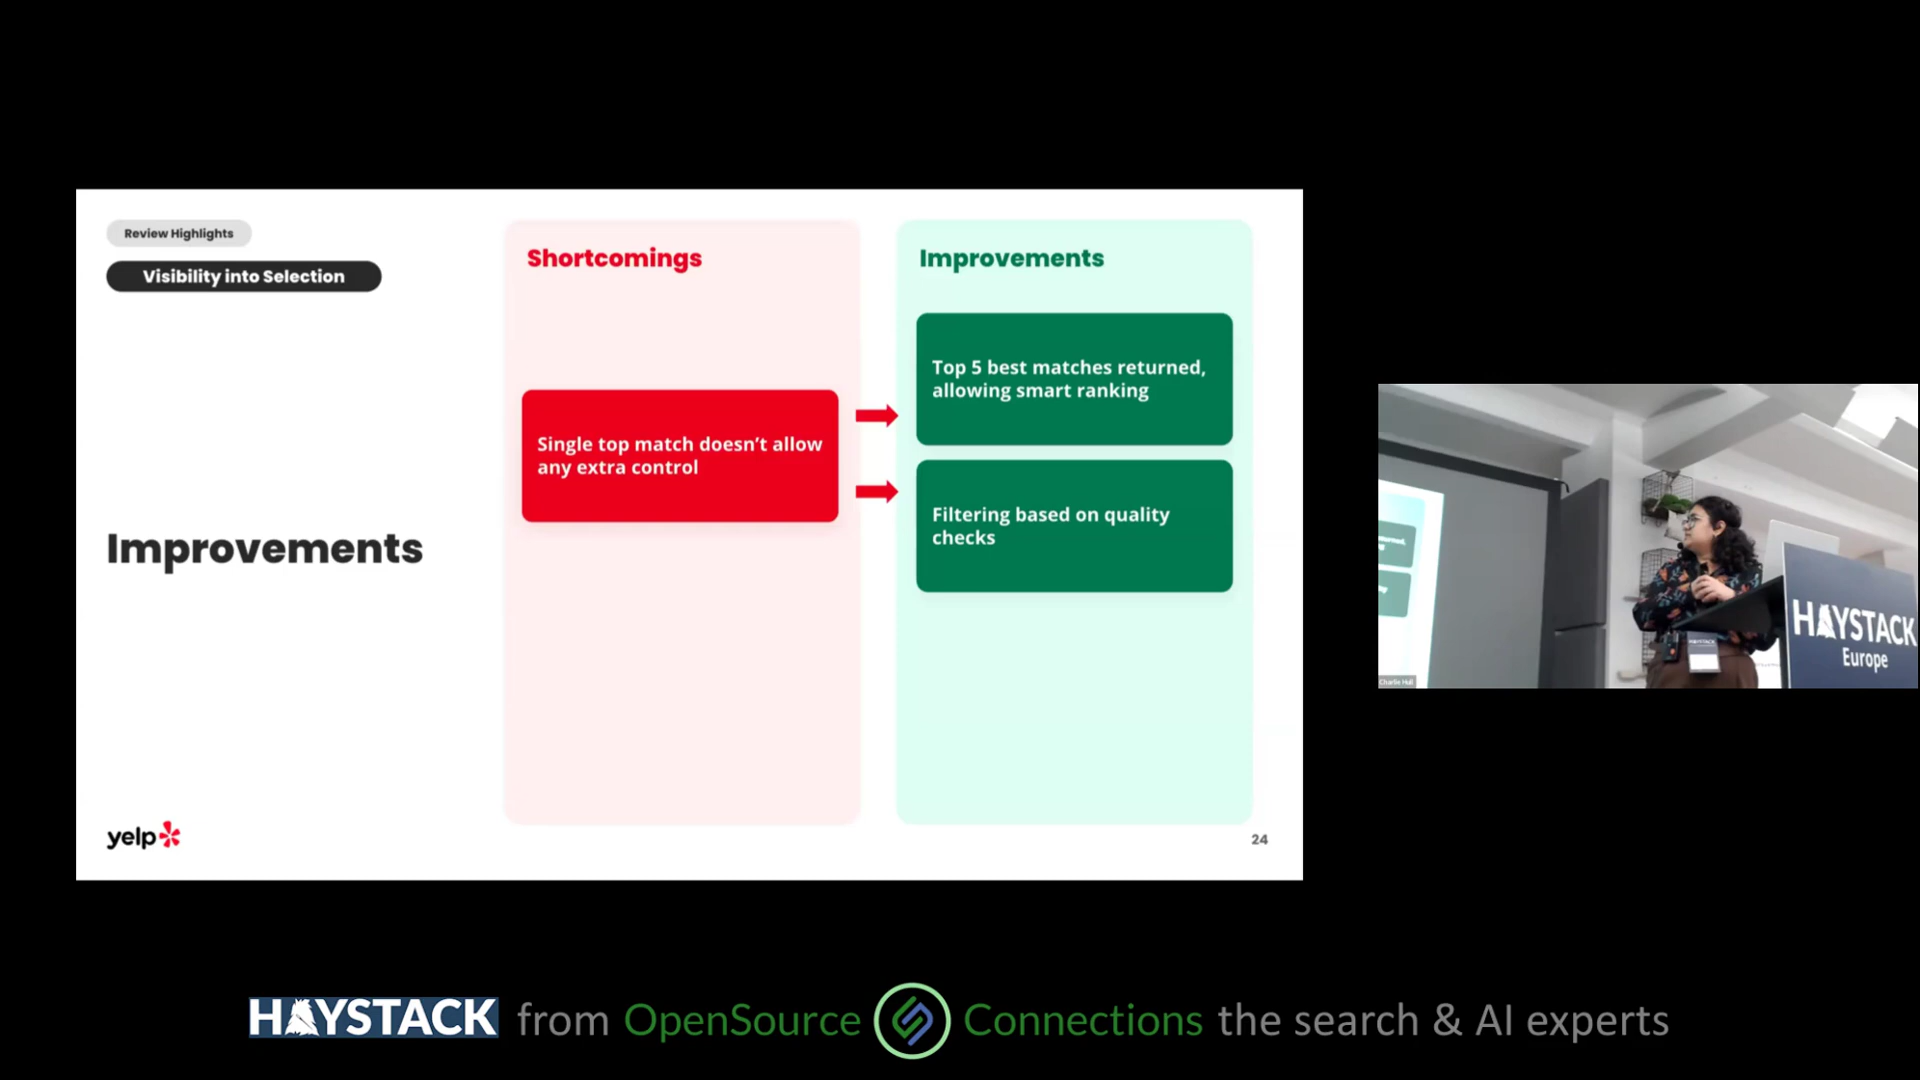 Review Highlights
Visibility into Selection
Improvements
yelp
Shortcomings
Single top match doesn’t allow
any extra control
Improvements
Top 5 best matches returned,
allowing smart ranking
Filtering based on quality
checks
24
HAYSTACK
Europe
Charlie Hull
HAYSTACK from OpenSource Connections the search & AI experts